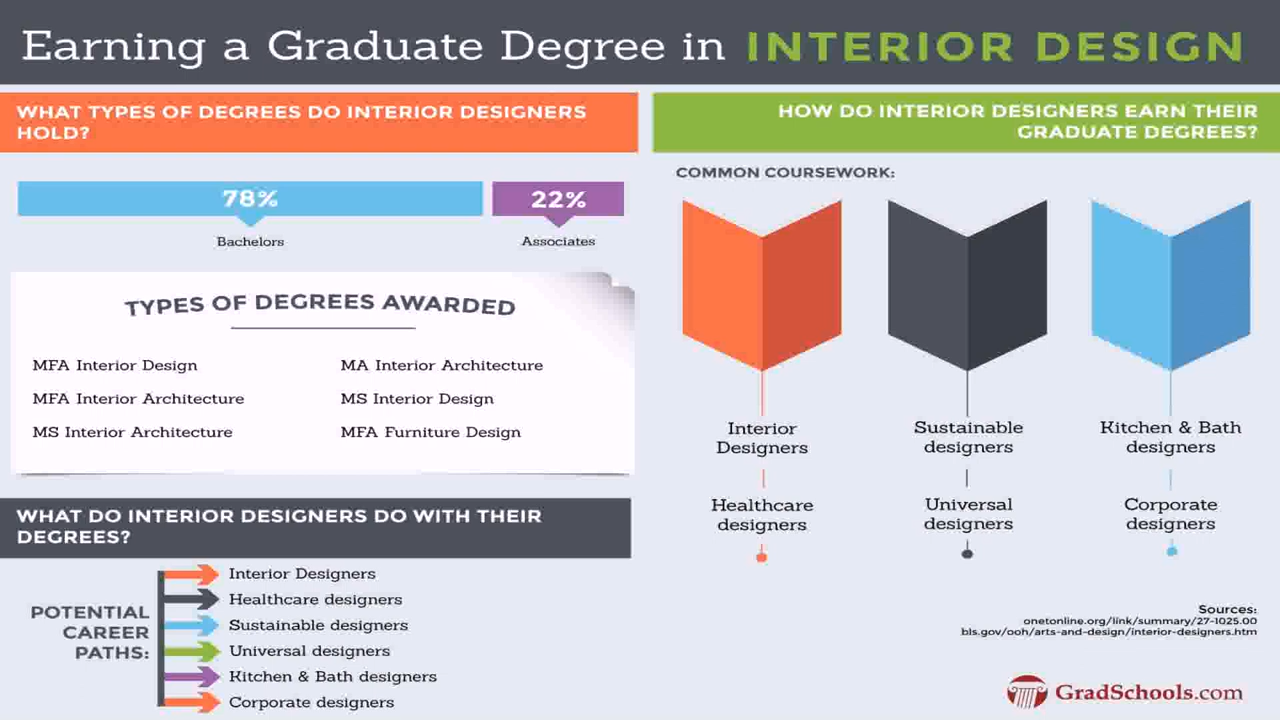 Earning a Graduate Degree in INTERIOR DESIGN
WHAT TYPES OF DEGREES DO INTERIOR DESIGNERS
HOLD?
78%
22%
Bachelors
Associates
TYPES OF DEGREES AWARDED
MFA Interior Design
MFA Interior Architecture
MS Interior Architecture
MA Interior Architecture
MS Interior Design
MFA Furniture Design
WHAT DO INTERIOR DESIGNERS DO WITH THEIR
DEGREES?
POTENTIAL
CAREER
PATHS:
Interior Designers
Healthcare designers
Sustainable designers
Universal designers
Kitchen & Bath designers
Corporate designers
HOW DO INTERIOR DESIGNERS EARN THEIR
GRADUATE DEGREES?
COMMON COURSEWORK:
Interior
Designers
Healthcare
designers
Sustainable
designers
Universal
designers
Kitchen & Bath
designers
Corporate
designers
Sources:
onetonline.org/link/summary/27-1025.00
bls.gov/ooh/arts-and-design/interior-designers.htm
GradSchools.com